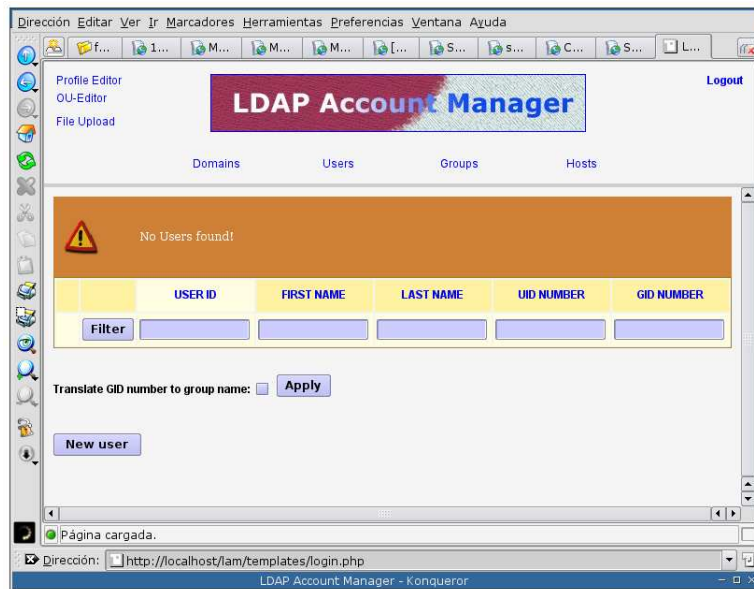 Dirección Editar Ver Ir Marcadores Herramientas Preferencias Ventana Ayuda
f... 1... M... M... M... [... S... s... C... S... L...
Profile Editor
OU-Editor
File Upload
LDAP Account Manager
Logout
Domains Users Groups Hosts
No Users found!
USER ID FIRST NAME LAST NAME UID NUMBER GID NUMBER
Filter
Translate GID number to group name: Apply
New user
Página cargada.
Dirección: http://localhost/lam/templates/login.php
LDAP Account Manager - Konqueror